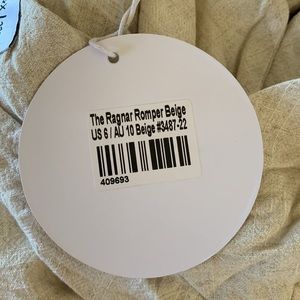 The Ragnar Romper Beige
US 6 / AU 10 Beige #3487-22
409693